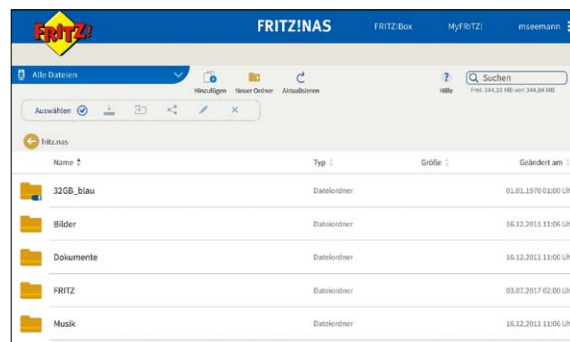 FRITZ!
FRITZ!NAS
FRITZ!Box
MyFRITZ!
mseemann
Alle Dateien
Hinzufügen
Neuer Ordner
Aktualisieren
?
Hilfe
Suchen
Frei: 344,10 MB von 344,84 MB
Auswählen
fritz.nas
Name
Typ
Größe
Geändert am
32GB_blau Dateiordner 01.01.1970 01:00 Uh
Bilder Dateiordner 16.12.2011 11:06 Uh
Dokumente Dateiordner 16.12.2011 11:06 Uh
FRITZ Dateiordner 03.07.2017 02:00 Uh
Musik Dateiordner 16.12.2011 11:06 Uh